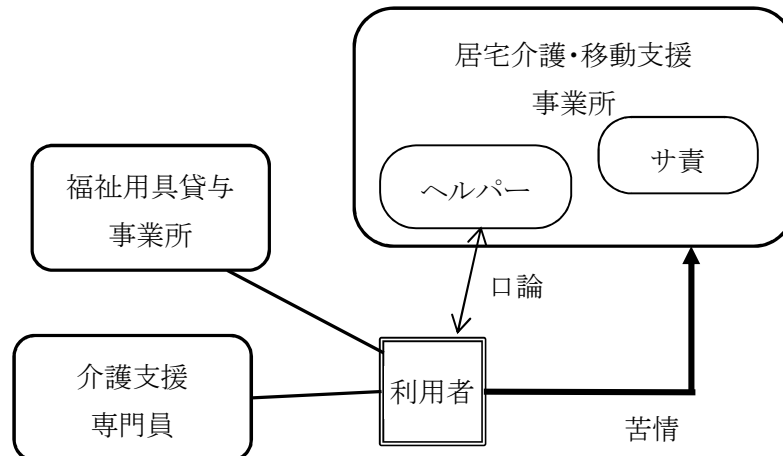 居宅介護・移動支援
事業所
サ責
ヘルパー
福祉用具貸与
事業所
口論
介護支援
専門員
利用者
苦情